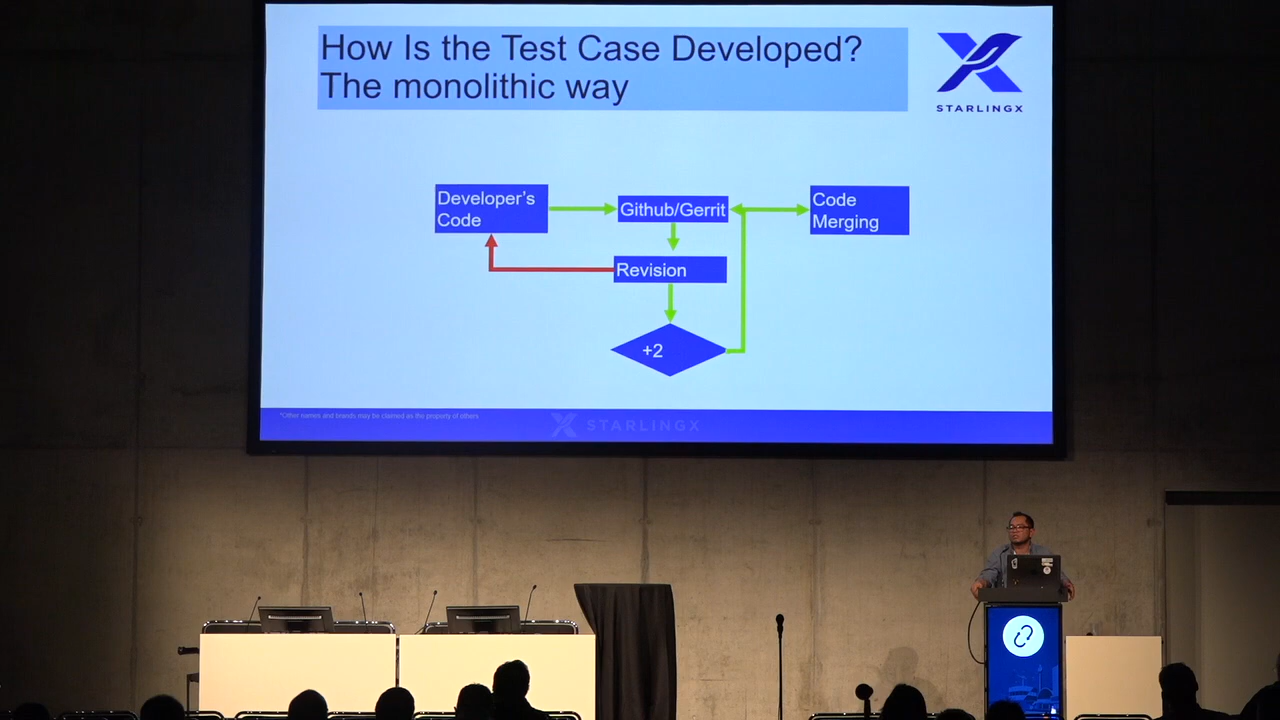 How Is the Test Case Developed?
The monolithic way
STARLINGX
Developer's
Code
Github/Gerrit
Code
Merging
Revision
+2
*Other names and brands may be claimed as the property of others
STARLINGX